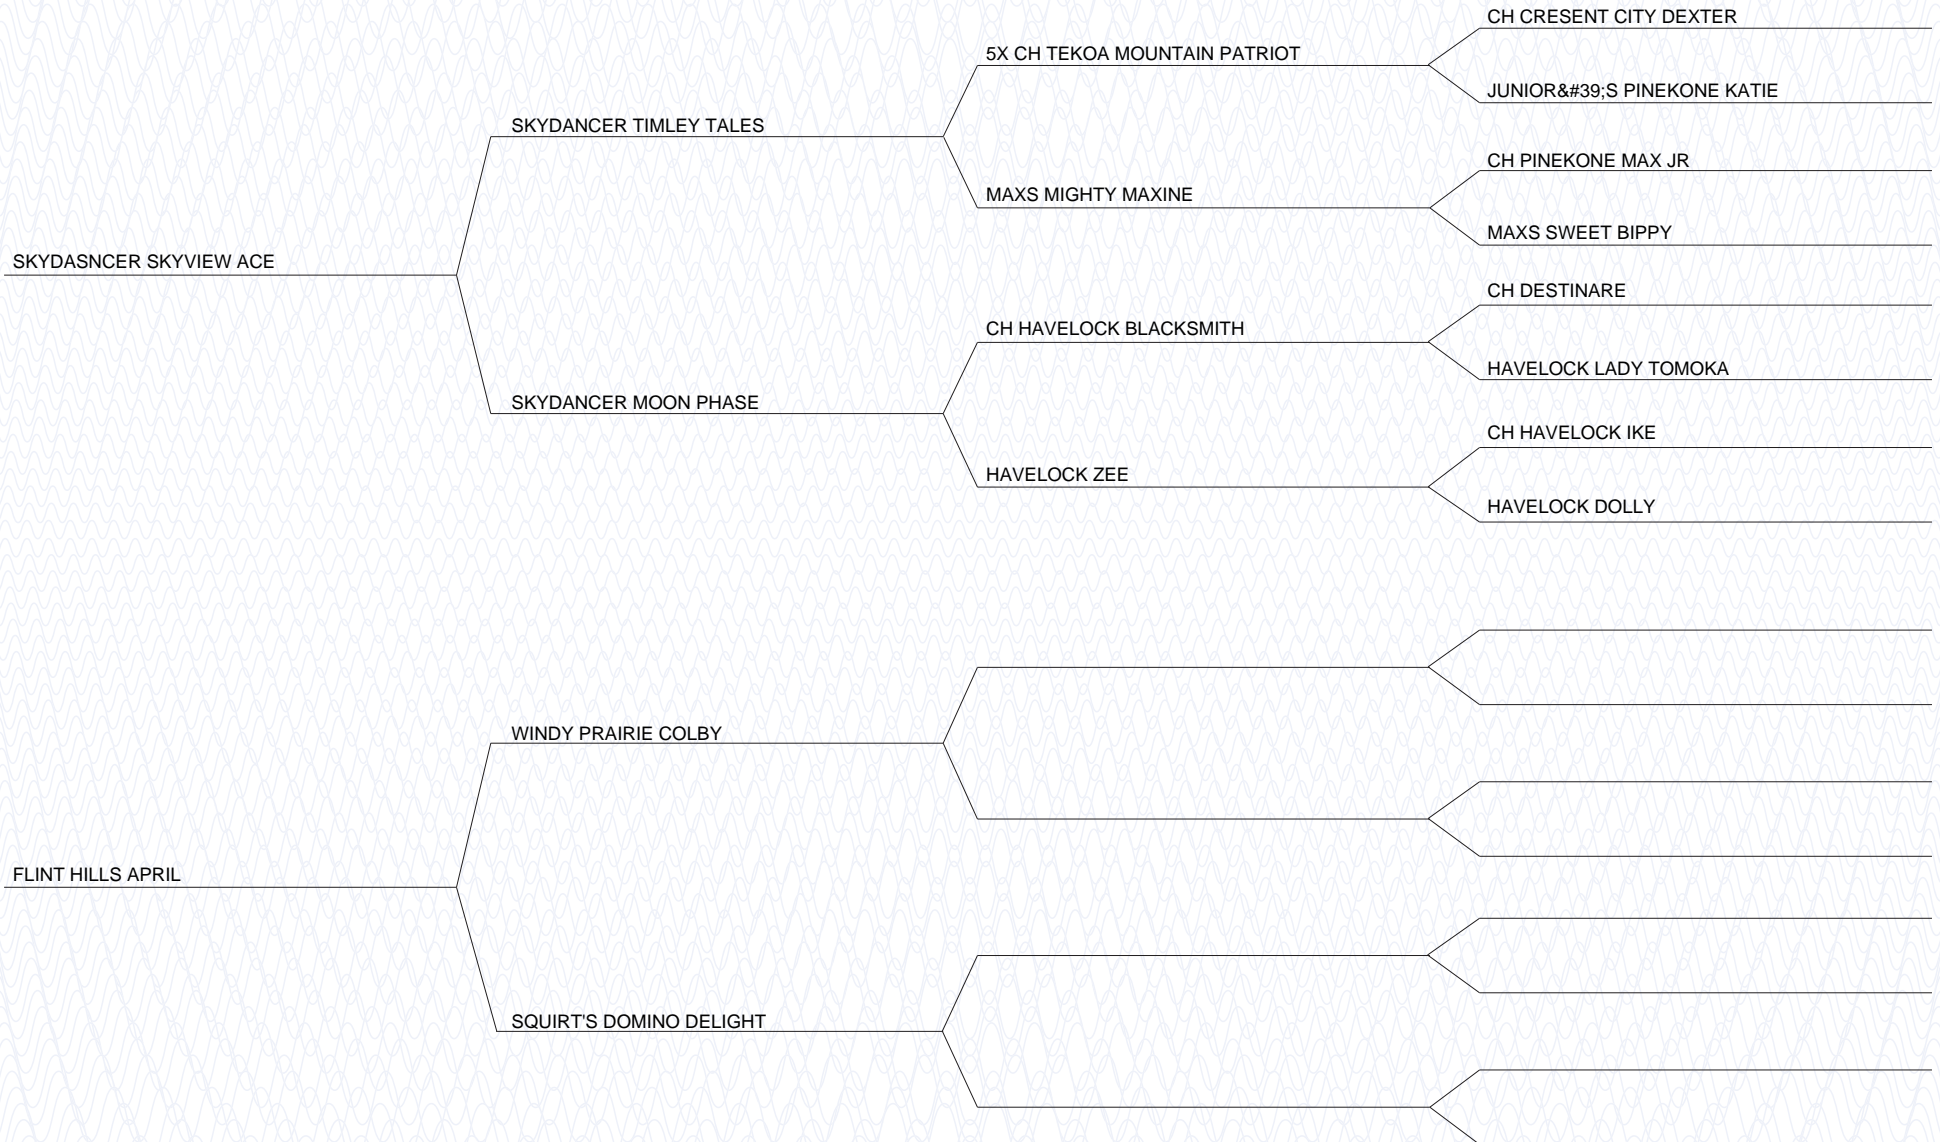 CH CRESENT CITY DEXTER
5X CH TEKOA MOUNTAIN PATRIOT
JUNIOR&#39;S PINEKONE KATIE
SKYDANCER TIMLEY TALES
CH PINEKONE MAX JR
MAXS MIGHTY MAXINE
MAXS SWEET BIPPY
SKYDASNCER SKYVIEW ACE
CH DESTINARE
CH HAVELOCK BLACKSMITH
HAVELOCK LADY TOMOKA
SKYDANCER MOON PHASE
CH HAVELOCK IKE
HAVELOCK ZEE
HAVELOCK DOLLY
WINDY PRAIRIE COLBY
FLINT HILLS APRIL
SQUIRT'S DOMINO DELIGHT